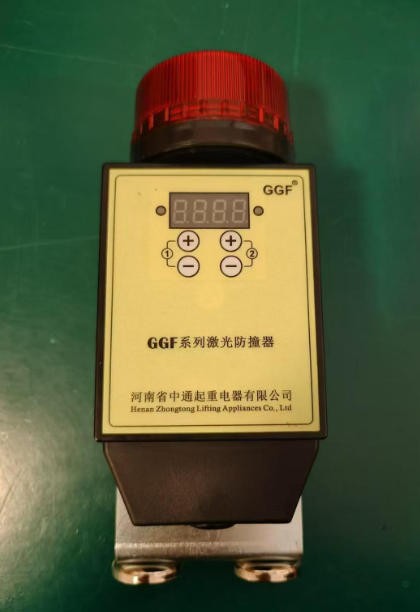 GGF®
8.8.8.8.
+ +
1 2
− −
GGF系列激光防撞器
河南省中通起重电器有限公司
Henan Zhongtong Lifting Appliances Co., Ltd